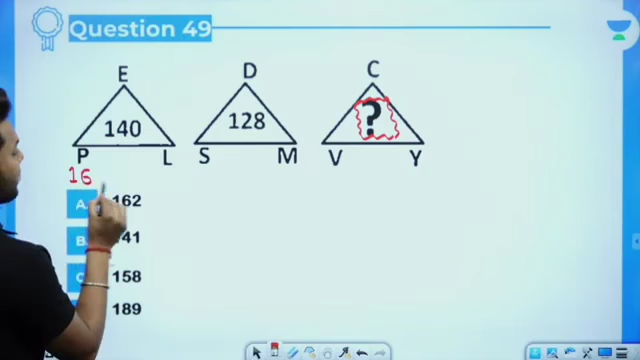 Question 49
E D C
140 128 ?
P L S M V Y
16
A. 162
B. 141
C 158
189